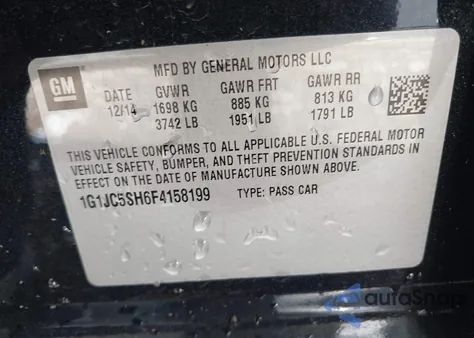 GM
MFD BY GENERAL MOTORS LLC
DATE GVWR GAWR FRT GAWR RR
12/14 1698 KG 885 KG 813 KG
3742 LB 1951 LB 1791 LB
THIS VEHICLE CONFORMS TO ALL APPLICABLE U.S. FEDERAL MOTOR
VEHICLE SAFETY, BUMPER, AND THEFT PREVENTION STANDARDS IN
EFFECT ON THE DATE OF MANUFACTURE SHOWN ABOVE.
1G1JC5SH6F4158199 TYPE: PASS CAR
autoSnap